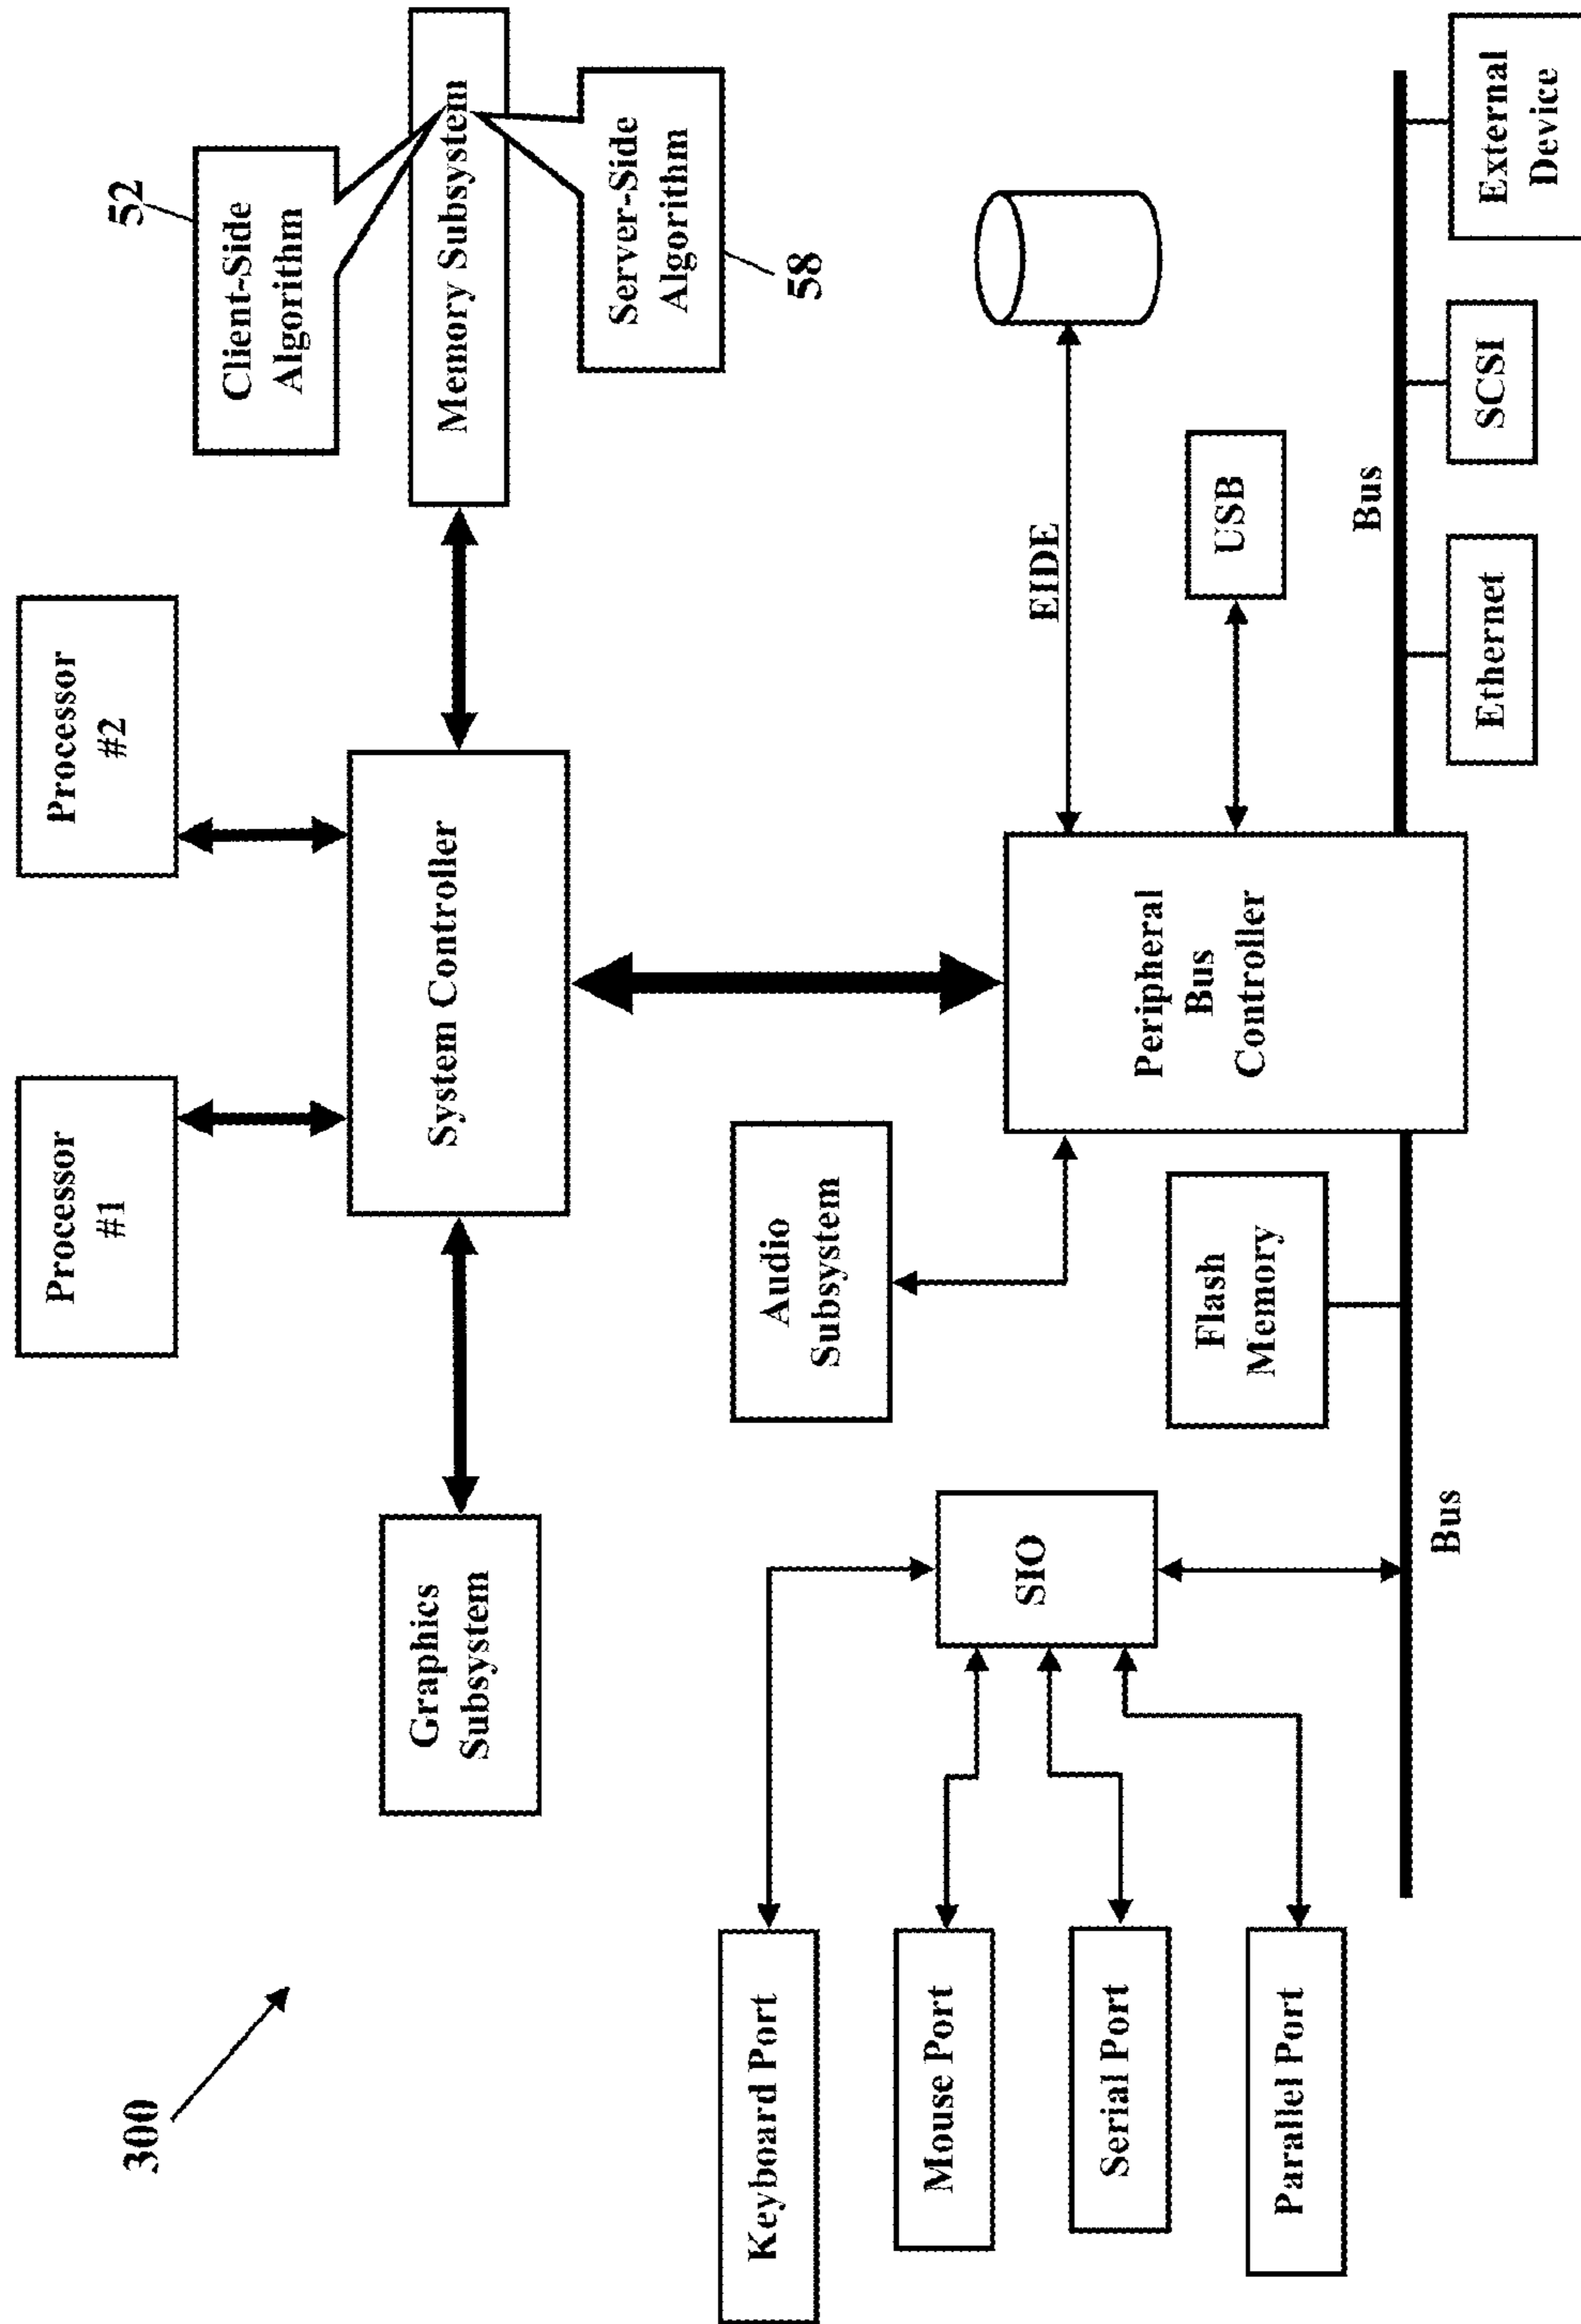 300
Processor
#1
Processor
#2
52
Client-Side
Algorithm
Graphics
Subsystem
System Controller
Memory Subsystem
Server-Side
Algorithm
58
Keyboard Port
Audio
Subsystem
Mouse Port
SIO
EIDE
Serial Port
Flash
Memory
Peripheral
Bus
Controller
USB
Parallel Port
Bus
Bus
Ethernet
SCSI
External
Device